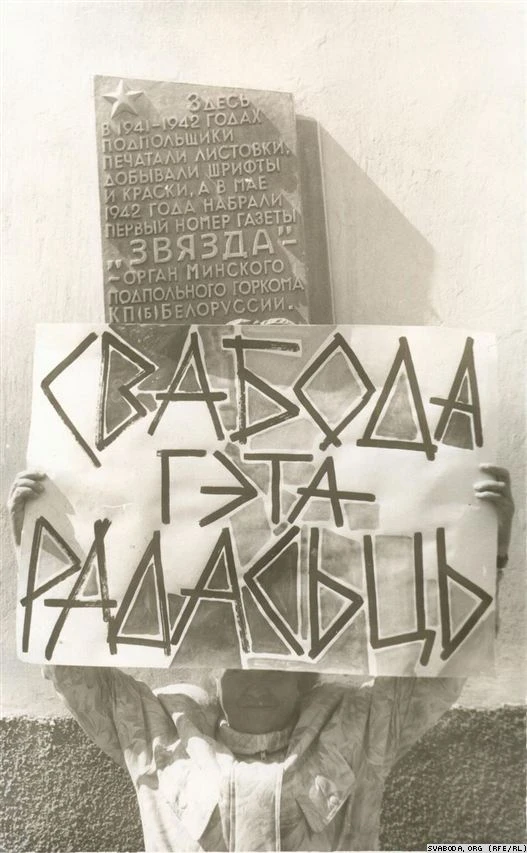 Здесь
в 1941-1942 годах
подпольщики
печатали листовки,
добывали шрифты
и краски, а в мае
1942 года набрали
первый номер газеты
"ЗВЯЗДА"-
-орган Минского
подпольного горкома
КП(б)Белоруссии.
СВАБОДА
ГЭТА
РАДАСЬЦЬ
SVABODA.ORG (RFE/RL)